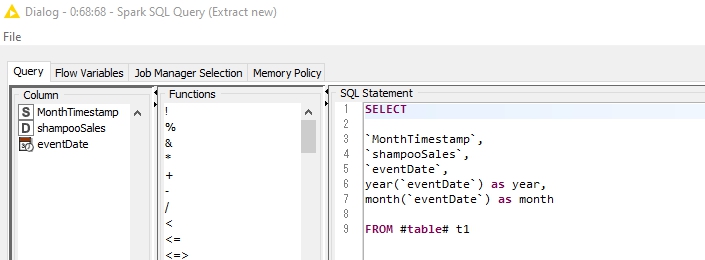 Dialog - 0:68:68 - Spark SQL Query (Extract new)
File
Query Flow Variables Job Manager Selection Memory Policy
Column
S MonthTimestamp
D shampooSales
eventDate
Functions
!
%
&
*
+
-
/
<
<=
<=>
SQL Statement
1 SELECT
2
3 `MonthTimestamp`,
4 `shampooSales`,
5 `eventDate`,
6 year(`eventDate`) as year,
7 month(`eventDate`) as month
8
9 FROM #table# t1